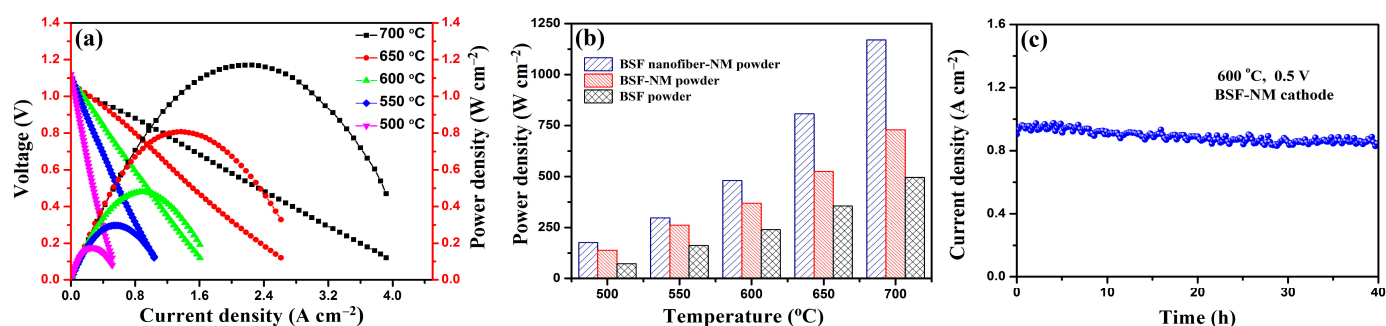 (a)
700 °C
650 °C
600 °C
550 °C
500 °C
Voltage (V)
1.4
1.2
1.0
0.8
0.6
0.4
0.2
0.0
0.0 0.8 1.6 2.4 3.2 4.0
Current density (A cm⁻²)
1.4
1.2
1.0
0.8
0.6
0.4
0.2
0.0
Power density (W cm⁻²)
(b)
BSF nanofiber-NM powder
BSF-NM powder
BSF powder
Power density (W cm⁻²)
1250
1000
750
500
250
0
500 550 600 650 700
Temperature (°C)
(c)
600 °C, 0.5 V
BSF-NM cathode
Current density (A cm⁻²)
1.6
1.2
0.8
0.4
0.0
0 10 20 30 40
Time (h)